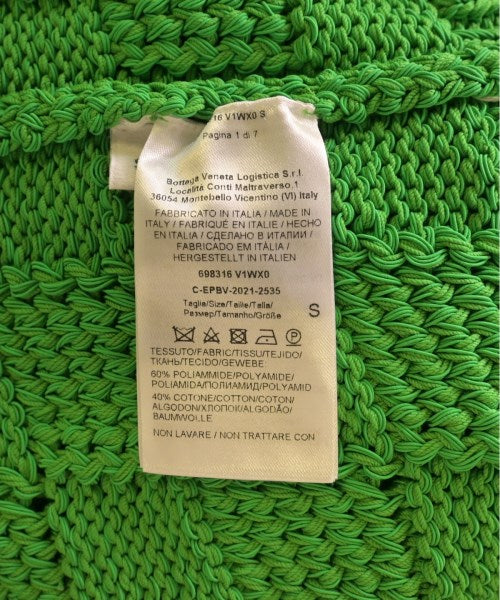 16 V1WX0 S
Pagina 1 di 7
Bottega Veneta Logistica S.r.l.
Località Conti Maltraverso,1
36054 Montebello Vicentino (VI) Italy
FABBRICATO IN ITALIA / MADE IN
ITALY / FABRIQUÉ EN ITALIE / HECHO
EN ITALIA / СДЕЛАНО В ИТАЛИИ /
FABRICADO EM ITÁLIA /
HERGESTELLT IN ITALIEN
698316 V1WX0
C-EPBV-2021-2535
Taglia/Size/Taille/Talla/
Размер/Tamanho/Größe
S
TESSUTO/FABRIC/TISSU/TEJIDO/
ТКАНЬ/TECIDO/GEWEBE
60% POLIAMMIDE/POLYAMIDE/
POLIAMIDA/ПОЛИАМИД/POLYAMID
40% COTONE/COTTON/COTON/
ALGODON/ХЛОПОК/ALGODÃO/
BAUMWOLLE
NON LAVARE / NON TRATTARE CON